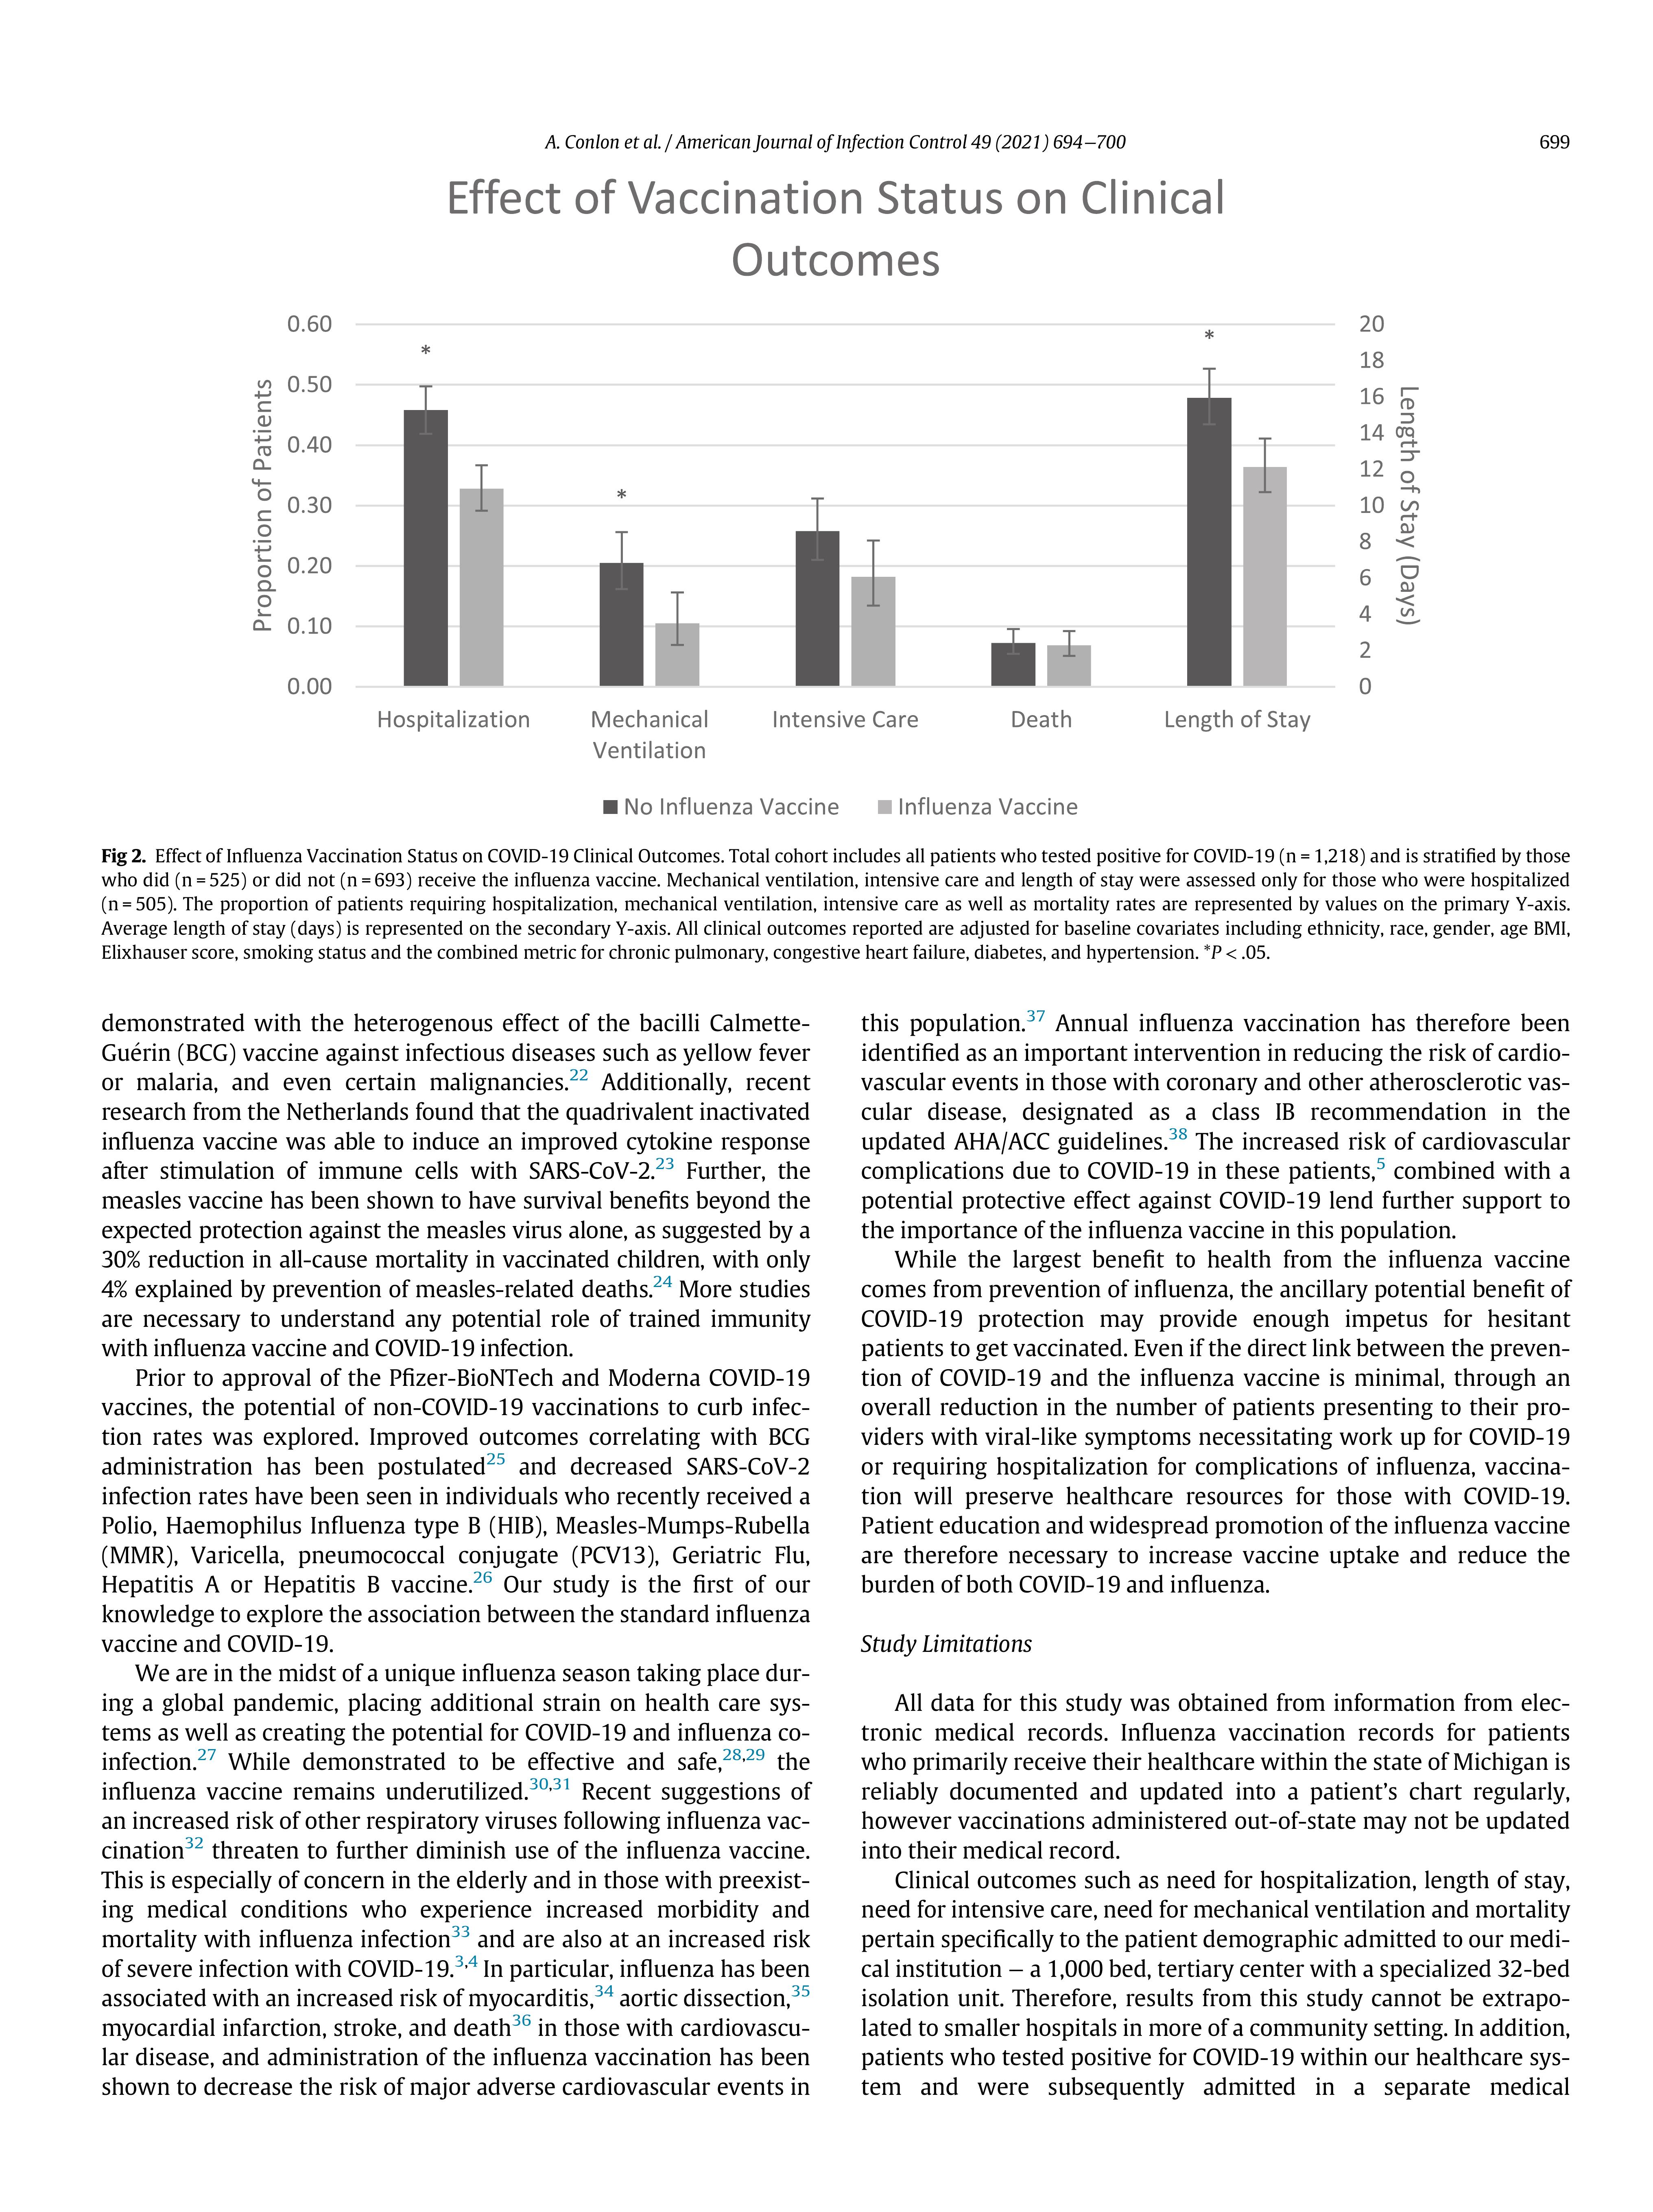 A. Conlon et al. / American Journal of Infection Control 49 (2021) 694–700
699
Effect of Vaccination Status on Clinical
Outcomes
0.60
0.50
0.40
0.30
0.20
0.10
0.00
Proportion of Patients
*
*
*
20
18
16
14
12
10
8
6
4
2
0
Length of Stay (Days)
Hospitalization
Mechanical
Ventilation
Intensive Care
Death
Length of Stay
No Influenza Vaccine
Influenza Vaccine
Fig 2. Effect of Influenza Vaccination Status on COVID-19 Clinical Outcomes. Total cohort includes all patients who tested positive for COVID-19 (n = 1,218) and is stratified by those
who did (n = 525) or did not (n = 693) receive the influenza vaccine. Mechanical ventilation, intensive care and length of stay were assessed only for those who were hospitalized
(n = 505). The proportion of patients requiring hospitalization, mechanical ventilation, intensive care as well as mortality rates are represented by values on the primary Y-axis.
Average length of stay (days) is represented on the secondary Y-axis. All clinical outcomes reported are adjusted for baseline covariates including ethnicity, race, gender, age BMI,
Elixhauser score, smoking status and the combined metric for chronic pulmonary, congestive heart failure, diabetes, and hypertension. *P < .05.
demonstrated with the heterogenous effect of the bacilli Calmette-
Guérin (BCG) vaccine against infectious diseases such as yellow fever
or malaria, and even certain malignancies.22 Additionally, recent
research from the Netherlands found that the quadrivalent inactivated
influenza vaccine was able to induce an improved cytokine response
after stimulation of immune cells with SARS-CoV-2.23 Further, the
measles vaccine has been shown to have survival benefits beyond the
expected protection against the measles virus alone, as suggested by a
30% reduction in all-cause mortality in vaccinated children, with only
4% explained by prevention of measles-related deaths.24 More studies
are necessary to understand any potential role of trained immunity
with influenza vaccine and COVID-19 infection.
Prior to approval of the Pfizer-BioNTech and Moderna COVID-19
vaccines, the potential of non-COVID-19 vaccinations to curb infec-
tion rates was explored. Improved outcomes correlating with BCG
administration has been postulated25 and decreased SARS-CoV-2
infection rates have been seen in individuals who recently received a
Polio, Haemophilus Influenza type B (HIB), Measles-Mumps-Rubella
(MMR), Varicella, pneumococcal conjugate (PCV13), Geriatric Flu,
Hepatitis A or Hepatitis B vaccine.26 Our study is the first of our
knowledge to explore the association between the standard influenza
vaccine and COVID-19.
We are in the midst of a unique influenza season taking place dur-
ing a global pandemic, placing additional strain on health care sys-
tems as well as creating the potential for COVID-19 and influenza co-
infection.27 While demonstrated to be effective and safe,28,29 the
influenza vaccine remains underutilized.30,31 Recent suggestions of
an increased risk of other respiratory viruses following influenza vac-
cination32 threaten to further diminish use of the influenza vaccine.
This is especially of concern in the elderly and in those with preexist-
ing medical conditions who experience increased morbidity and
mortality with influenza infection33 and are also at an increased risk
of severe infection with COVID-19.3,4 In particular, influenza has been
associated with an increased risk of myocarditis,34 aortic dissection,35
myocardial infarction, stroke, and death36 in those with cardiovascu-
lar disease, and administration of the influenza vaccination has been
shown to decrease the risk of major adverse cardiovascular events in
this population.37 Annual influenza vaccination has therefore been
identified as an important intervention in reducing the risk of cardio-
vascular events in those with coronary and other atherosclerotic vas-
cular disease, designated as a class IB recommendation in the
updated AHA/ACC guidelines.38 The increased risk of cardiovascular
complications due to COVID-19 in these patients,5 combined with a
potential protective effect against COVID-19 lend further support to
the importance of the influenza vaccine in this population.
While the largest benefit to health from the influenza vaccine
comes from prevention of influenza, the ancillary potential benefit of
COVID-19 protection may provide enough impetus for hesitant
patients to get vaccinated. Even if the direct link between the preven-
tion of COVID-19 and the influenza vaccine is minimal, through an
overall reduction in the number of patients presenting to their pro-
viders with viral-like symptoms necessitating work up for COVID-19
or requiring hospitalization for complications of influenza, vaccina-
tion will preserve healthcare resources for those with COVID-19.
Patient education and widespread promotion of the influenza vaccine
are therefore necessary to increase vaccine uptake and reduce the
burden of both COVID-19 and influenza.
Study Limitations
All data for this study was obtained from information from elec-
tronic medical records. Influenza vaccination records for patients
who primarily receive their healthcare within the state of Michigan is
reliably documented and updated into a patient's chart regularly,
however vaccinations administered out-of-state may not be updated
into their medical record.
Clinical outcomes such as need for hospitalization, length of stay,
need for intensive care, need for mechanical ventilation and mortality
pertain specifically to the patient demographic admitted to our medi-
cal institution – a 1,000 bed, tertiary center with a specialized 32-bed
isolation unit. Therefore, results from this study cannot be extrapo-
lated to smaller hospitals in more of a community setting. In addition,
patients who tested positive for COVID-19 within our healthcare sys-
tem and were subsequently admitted in a separate medical